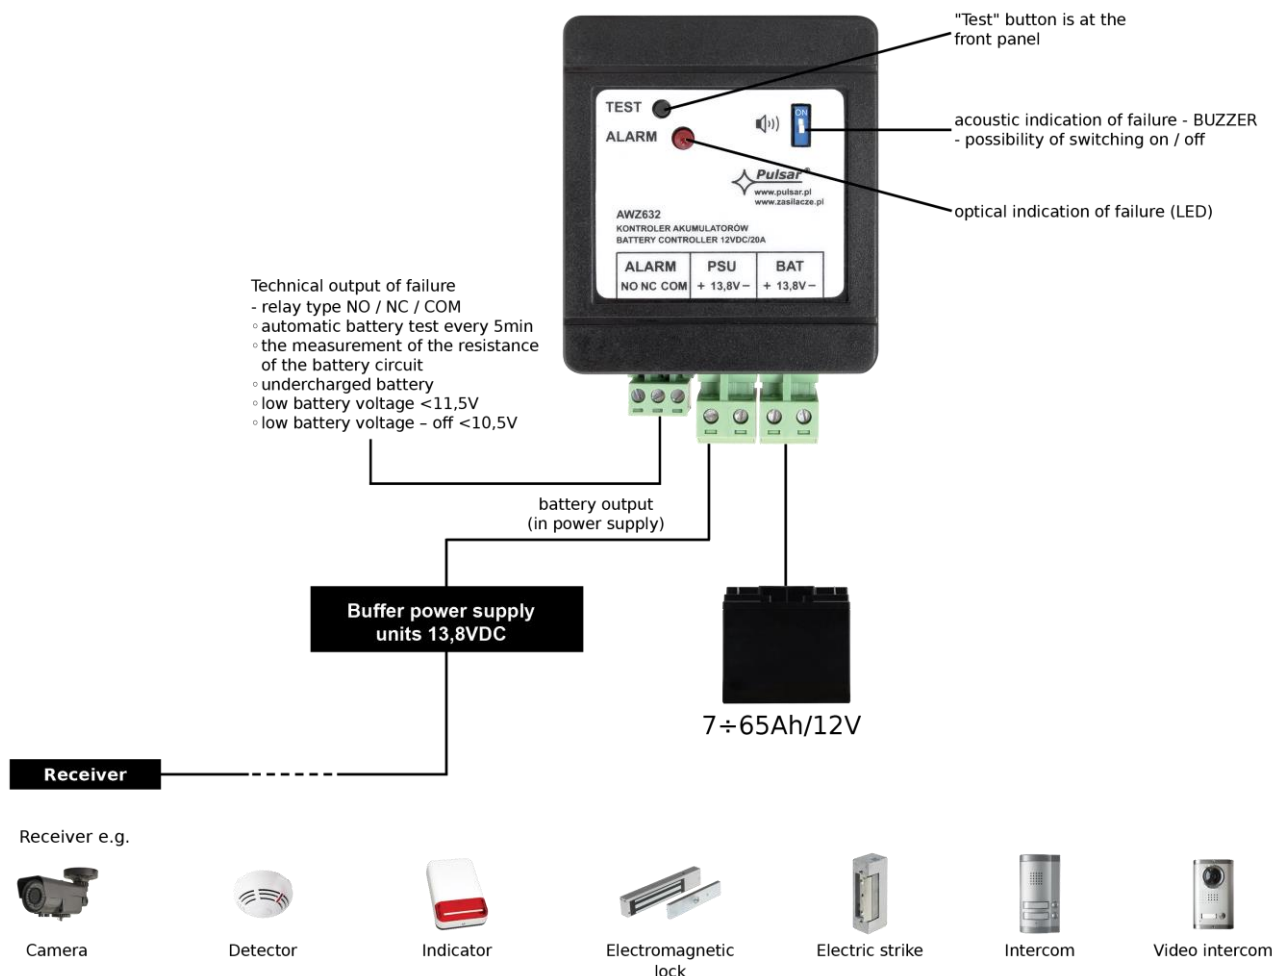 "Test" button is at the
front panel
TEST
ALARM
ON
acoustic indication of failure - BUZZER
- possibility of switching on / off
Pulsar®
www.pulsar.pl
www.zasilacze.pl
optical indication of failure (LED)
AWZ632
KONTROLER AKUMULATORÓW
BATTERY CONTROLLER 12VDC/20A
ALARM PSU BAT
NO NC COM + 13,8V – + 13,8V –
Technical output of failure
- relay type NO / NC / COM
◦ automatic battery test every 5min
◦ the measurement of the resistance
of the battery circuit
◦ undercharged battery
◦ low battery voltage <11,5V
◦ low battery voltage – off <10,5V
battery output
(in power supply)
Buffer power supply
units 13,8VDC
7÷65Ah/12V
Receiver
Receiver e.g.
Camera
Detector
Indicator
Electromagnetic
lock
Electric strike
Intercom
Video intercom